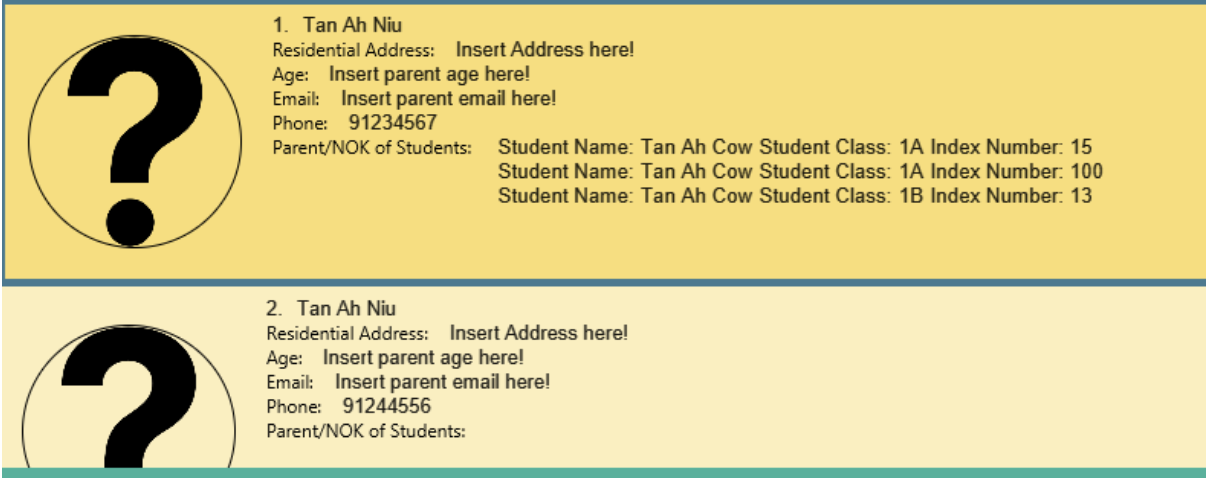 1. Tan Ah Niu
Residential Address: Insert Address here!
Age: Insert parent age here!
Email: Insert parent email here!
Phone: 91234567
Parent/NOK of Students: Student Name: Tan Ah Cow Student Class: 1A Index Number: 15
Student Name: Tan Ah Cow Student Class: 1A Index Number: 100
Student Name: Tan Ah Cow Student Class: 1B Index Number: 13
2. Tan Ah Niu
Residential Address: Insert Address here!
Age: Insert parent age here!
Email: Insert parent email here!
Phone: 91244556
Parent/NOK of Students: